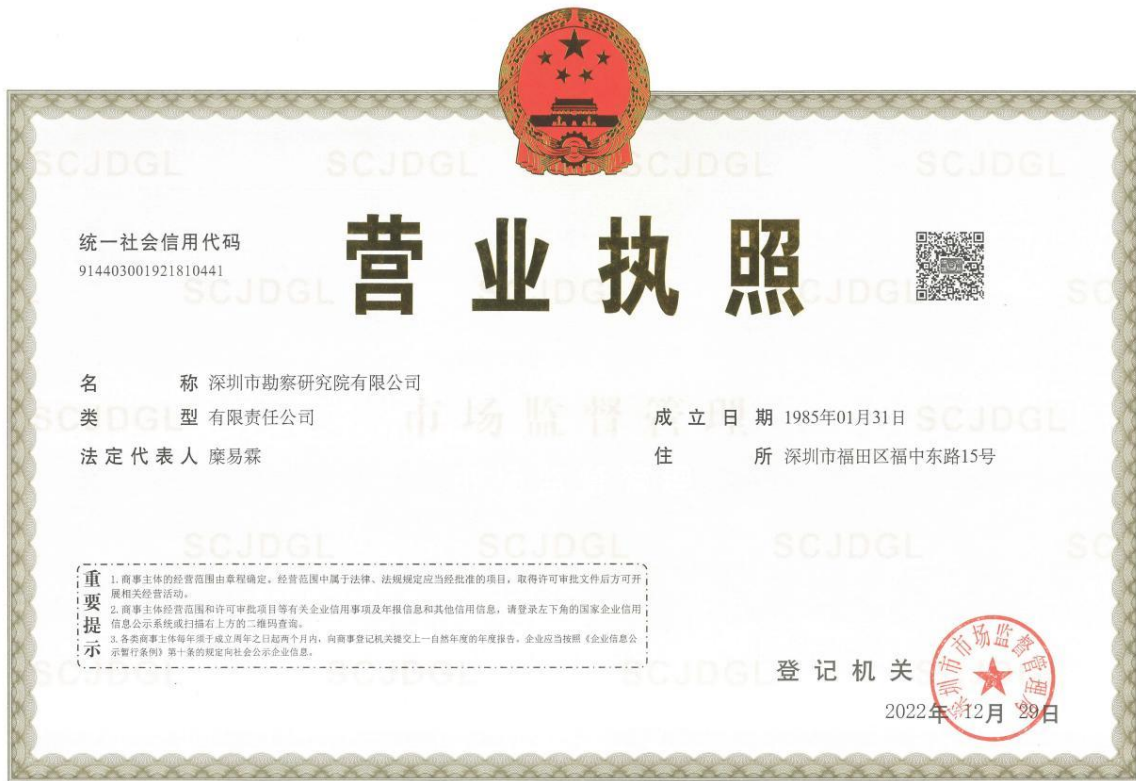 统一社会信用代码
914403001921810441
营业执照
名称 深圳市勘察研究院有限公司
类型 有限责任公司
成立日期 1985年01月31日
法定代表人 糜易霖
住所 深圳市福田区福中东路15号
市场监督管理
SCJDGL
重要提示
1.商事主体的经营范围由章程确定。经营范围中属于法律、法规规定应当经批准的项目，取得许可审批文件后方可开
展相关经营活动。
2.商事主体经营范围和许可审批项目等有关企业信用事项及年报信息和其他信用信息，请登录左下角的国家企业信用
信息公示系统或扫描右上方的二维码查询。
3.各类商事主体每年须于成立周年之日起两个月内，向商事登记机关提交上一自然年度的年度报告。企业应当按照《企业信息公
示暂行条例》第十条的规定向社会公示企业信息。
登记机关
深圳市市场监督管理局
2022年12月29日